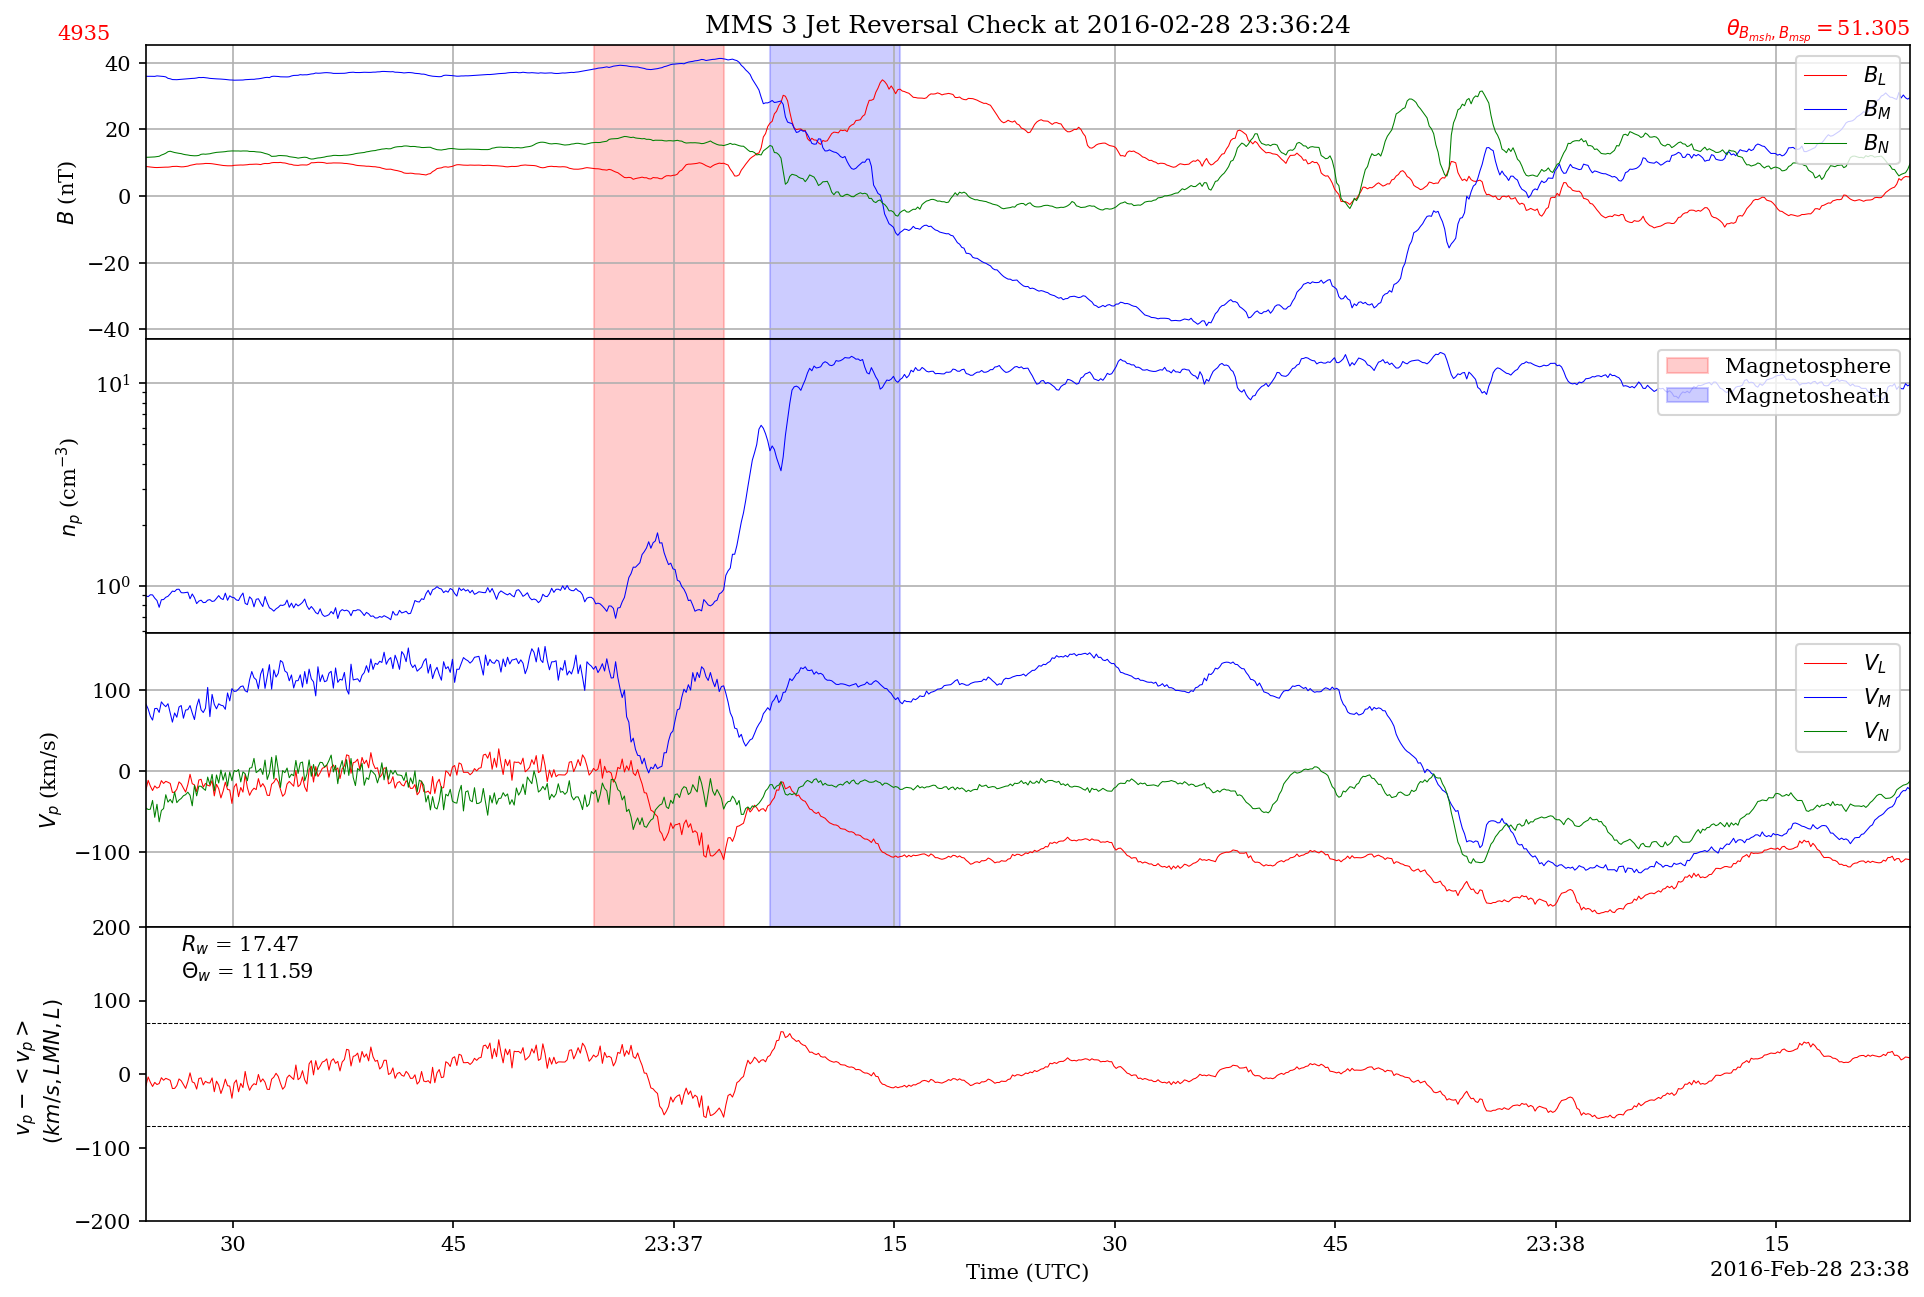 4935
MMS 3 Jet Reversal Check at 2016-02-28 23:36:24
θ_{B_{msh}, B_{msp}} = 51.305
B (nT)
40
20
0
−20
−40
B_L
B_M
B_N
n_p (cm^{−3})
10^1
10^0
Magnetosphere
Magnetosheath
V_p (km/s)
100
0
−100
V_L
V_M
V_N
v_p − < v_p >
(km/s, LMN, L)
200
100
0
−100
−200
R_w = 17.47
Θ_w = 111.59
30 45 23:37 15 30 45 23:38 15
Time (UTC)
2016-Feb-28 23:38